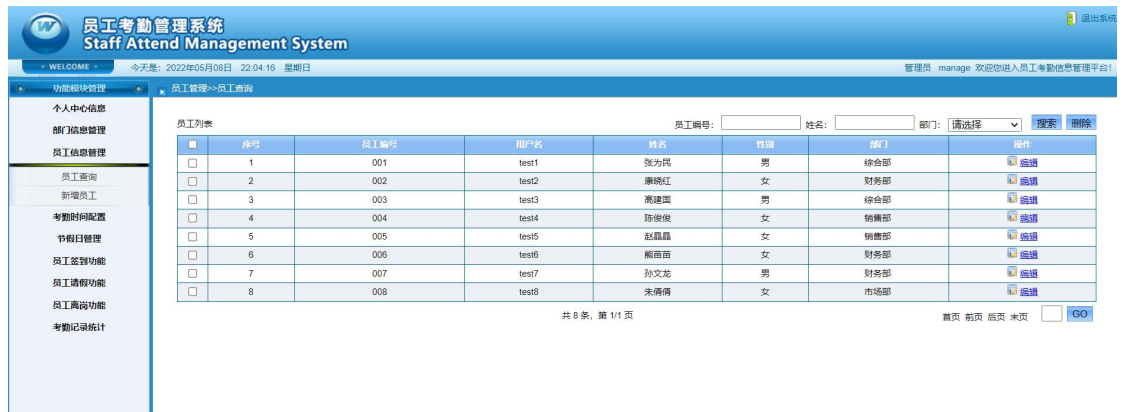 员工考勤管理系统
退出系统
Staff Attend Management System
WELCOME
今天是：2022年05月08日 22:04:16 星期日
管理员 manage 欢迎您进入员工考勤信息管理平台！
功能模块管理
员工管理>>员工查询
个人中心信息
部门信息管理
员工信息管理
员工查询
新增员工
考勤时间配置
节假日管理
员工签到功能
员工请假功能
员工离岗功能
考勤记录统计
员工列表 员工编号： 姓名： 部门： 请选择 搜索 删除
序号 员工编号 用户名 姓名 性别 部门 操作
1 001 test1 张为民 男 综合部 编辑
2 002 test2 康晓红 女 财务部 编辑
3 003 test3 高建国 男 综合部 编辑
4 004 test4 陈俊俊 女 销售部 编辑
5 005 test5 赵晶晶 女 销售部 编辑
6 006 test6 熊苗苗 女 财务部 编辑
7 007 test7 孙文龙 男 财务部 编辑
8 008 test8 朱倩倩 女 市场部 编辑
共 8 条，第 1/1 页 首页 前页 后页 末页 GO